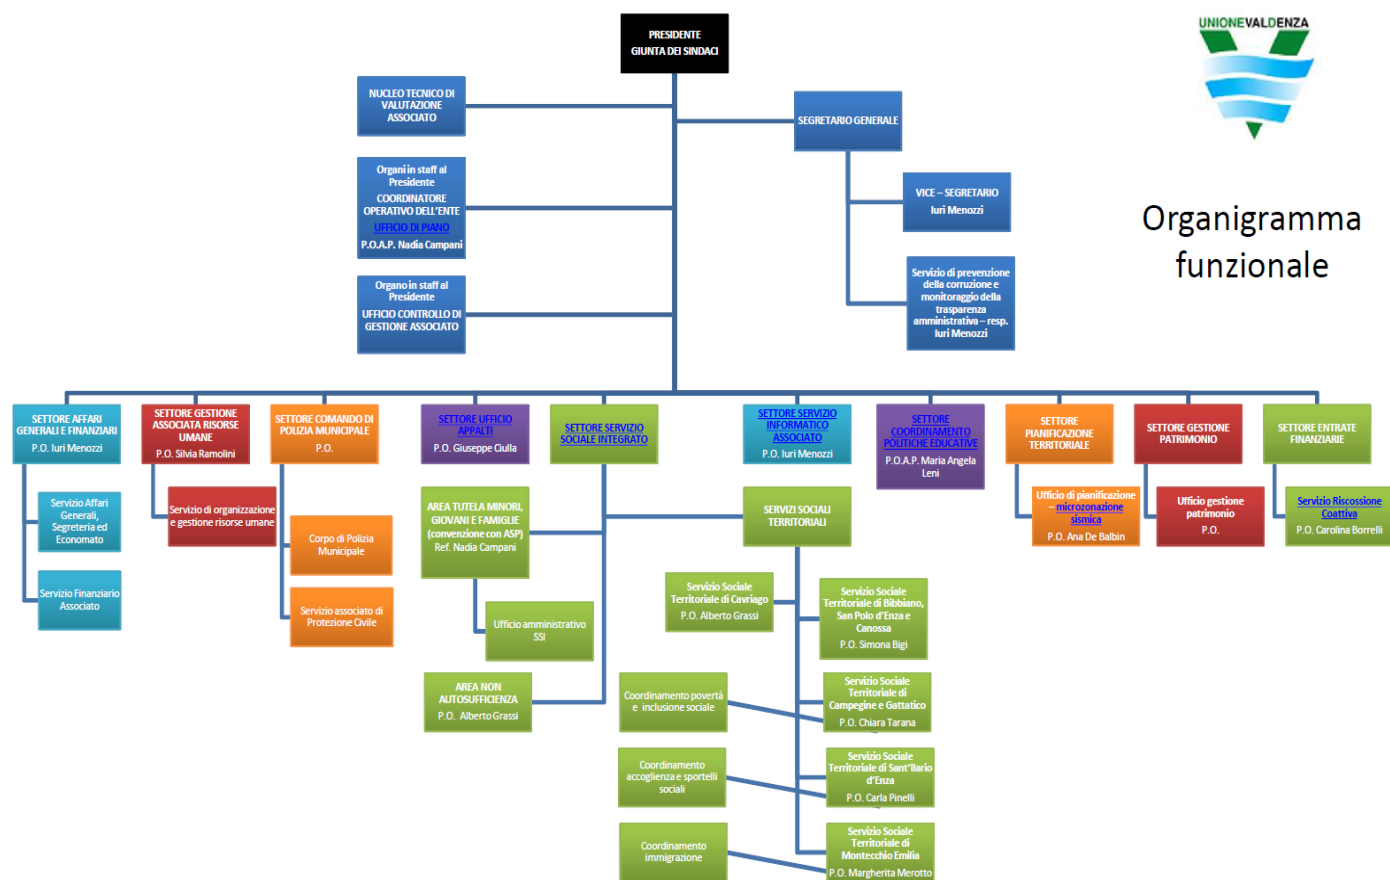 PRESIDENTE
GIUNTA DEI SINDACI
UNIONEVALDENZA
Organigramma
funzionale
NUCLEO TECNICO DI
VALUTAZIONE
ASSOCIATO
SEGRETARIO GENERALE
Organi in staff al
Presidente
COORDINATORE
OPERATIVO DELL'ENTE
UFFICIO DI PIANO
P.O.A.P. Nadia Campani
VICE – SEGRETARIO
Iuri Menozzi
Organo in staff al
Presidente
UFFICIO CONTROLLO DI
GESTIONE ASSOCIATO
Servizio di prevenzione
della corruzione e
monitoraggio della
trasparenza
amministrativa – resp.
Iuri Menozzi
SETTORE AFFARI
GENERALI E FINANZIARI
P.O. Iuri Menozzi
SETTORE GESTIONE
ASSOCIATA RISORSE
UMANE
P.O. Silvia Ramolini
SETTORE COMANDO DI
POLIZIA MUNICIPALE
P.O.
SETTORE UFFICIO
APPALTI
P.O. Giuseppe Ciulla
SETTORE SERVIZIO
SOCIALE INTEGRATO
SETTORE SERVIZIO
INFORMATICO
ASSOCIATO
P.O. Iuri Menozzi
SETTORE
COORDINAMENTO
POLITICHE EDUCATIVE
P.O.A.P. Maria Angela
Leni
SETTORE
PIANIFICAZIONE
TERRITORIALE
SETTORE GESTIONE
PATRIMONIO
SETTORE ENTRATE
FINANZIARIE
Servizio Affari
Generali,
Segreteria ed
Economato
Servizio Finanziario
Associato
Servizio di organizzazione
e gestione risorse umane
Corpo di Polizia
Municipale
Servizio associato di
Protezione Civile
AREA TUTELA MINORI,
GIOVANI E FAMIGLIE
(convenzione con ASP)
Ref. Nadia Campani
Ufficio amministrativo
SSI
AREA NON
AUTOSUFFICIENZA
P.O. Alberto Grassi
SERVIZI SOCIALI
TERRITORIALI
Ufficio di pianificazione
– microzonazione
sismica
P.O. Ana De Balbin
Ufficio gestione
patrimonio
P.O.
Servizio Riscossione
Coattiva
P.O. Carolina Borrelli
Servizio Sociale
Territoriale di Cavriago
P.O. Alberto Grassi
Servizio Sociale
Territoriale di Bibbiano,
San Polo d'Enza e
Canossa
P.O. Simona Bigi
Coordinamento povertà
e inclusione sociale
Servizio Sociale
Territoriale di
Campegine e Gattatico
P.O. Chiara Tarana
Coordinamento
accoglienza e sportelli
sociali
Servizio Sociale
Territoriale di Sant'Ilario
d'Enza
P.O. Carla Pinelli
Coordinamento
immigrazione
Servizio Sociale
Territoriale di
Montecchio Emilia
P.O. Margherita Merotto